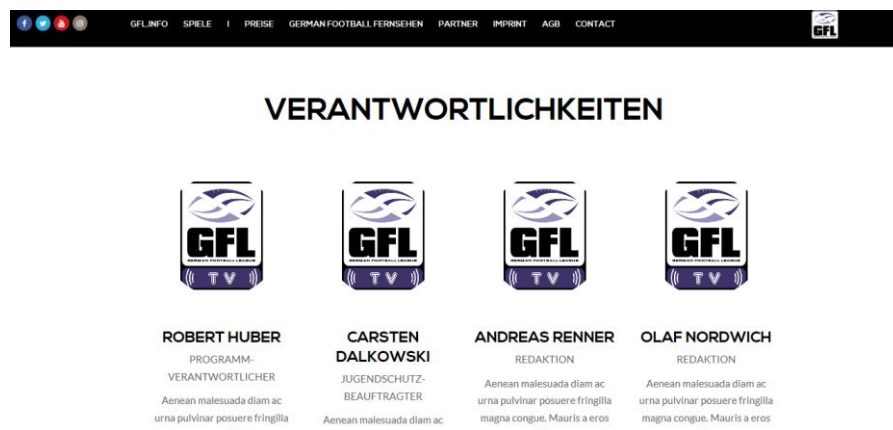 GFL.INFO SPIELE I PREISE GERMAN FOOTBALL FERNSEHEN PARTNER IMPRINT AGB CONTACT
GFL
VERANTWORTLICHKEITEN
GFL
GERMAN FOOTBALL LEAGUE
TV
GFL
GERMAN FOOTBALL LEAGUE
TV
GFL
GERMAN FOOTBALL LEAGUE
TV
GFL
GERMAN FOOTBALL LEAGUE
TV
ROBERT HUBER
PROGRAMM-
VERANTWORTLICHER
Aenean malesuada diam ac
urna pulvinar posuere fringilla
CARSTEN
DALKOWSKI
JUGENDSCHUTZ-
BEAUFTRAGTER
Aenean malesuada diam ac
ANDREAS RENNER
REDAKTION
Aenean malesuada diam ac
urna pulvinar posuere fringilla
magna congue. Mauris a eros
OLAF NORDWICH
REDAKTION
Aenean malesuada diam ac
urna pulvinar posuere fringilla
magna congue. Mauris a eros